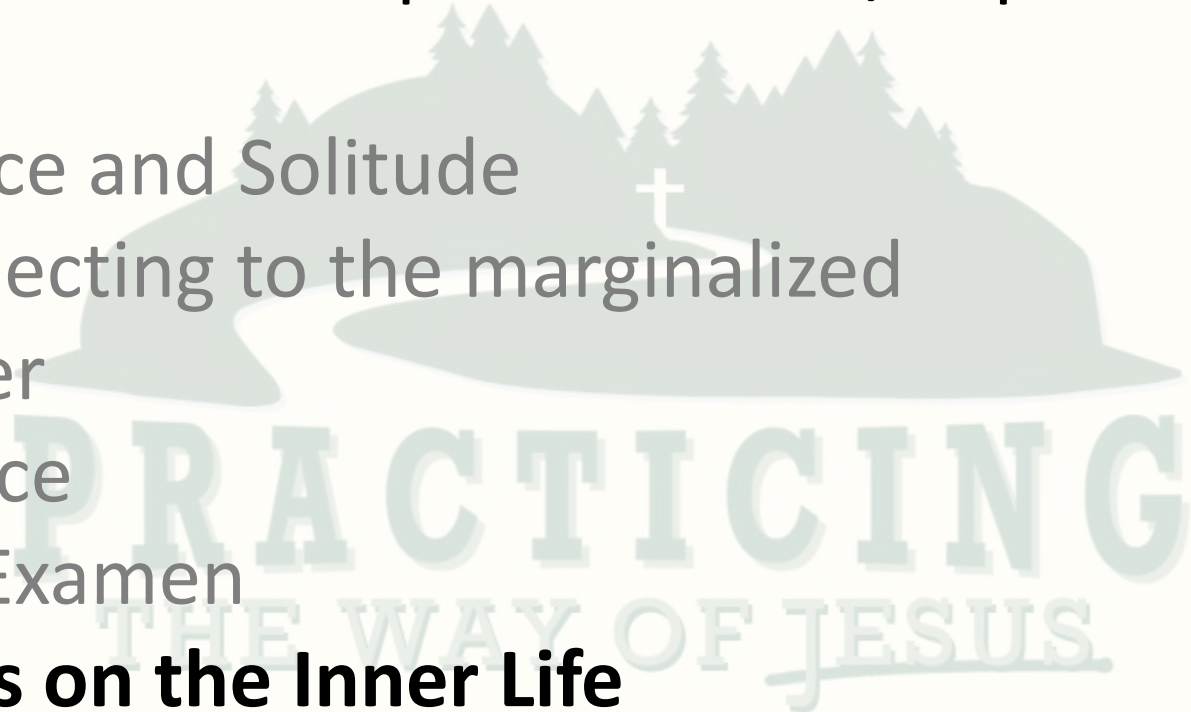 ce and Solitude
ecting to the marginalized
er
ce
Examen
s on the Inner Life
PRACTICING
THE WAY OF JESUS